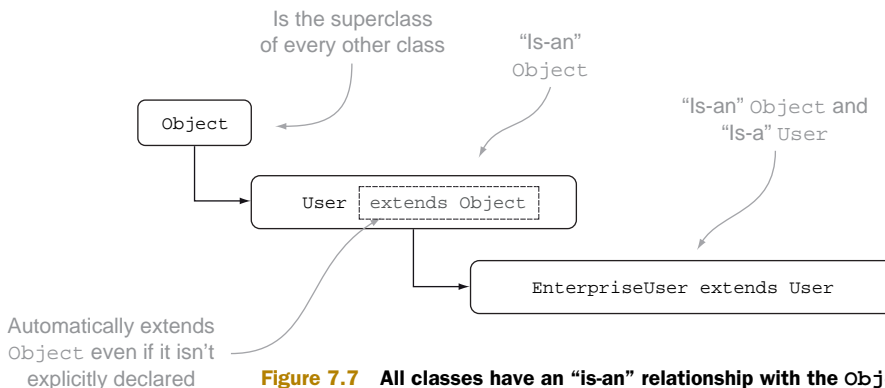 Is the superclass
of every other class
“Is-an”
Object
“Is-an” Object and
“Is-a” User
Object
User extends Object
EnterpriseUser extends User
Automatically extends
Object even if it isn’t
explicitly declared
Figure 7.7 All classes have an “is-an” relationship with the Obj